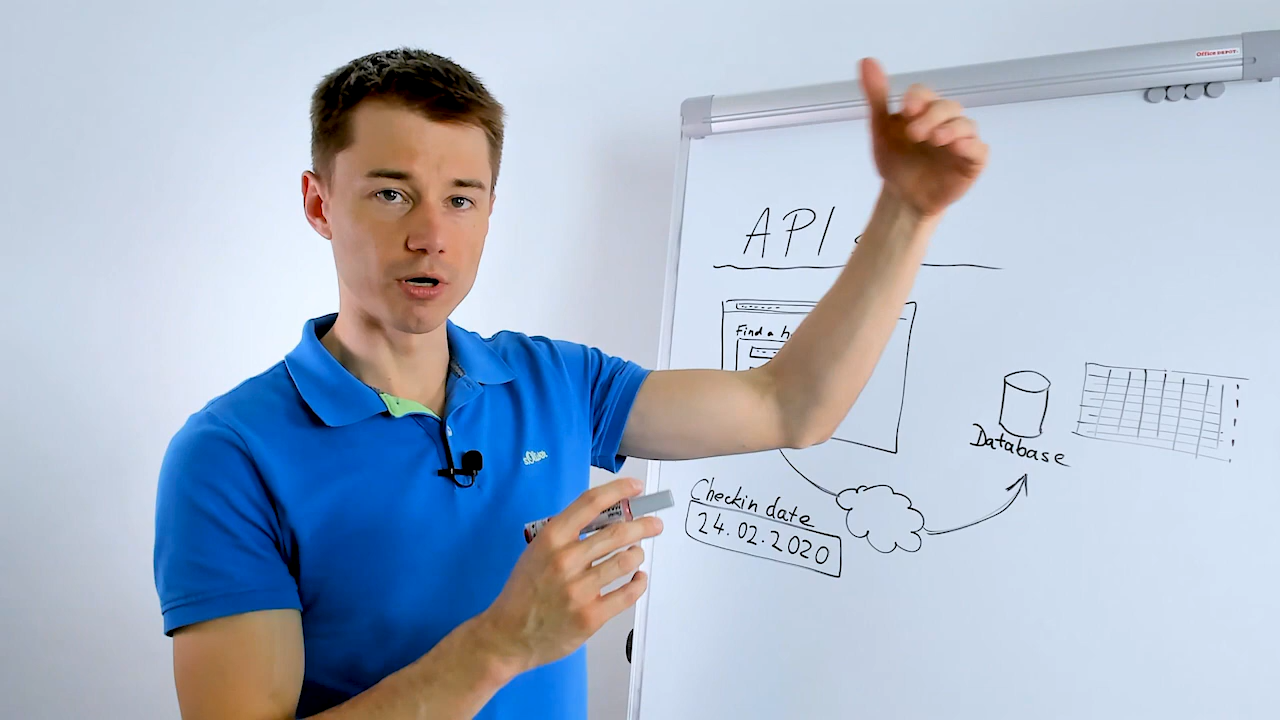 Office DEPOT
API
Find a h
Database
Checkin date
24.02.2020
s.Oliver